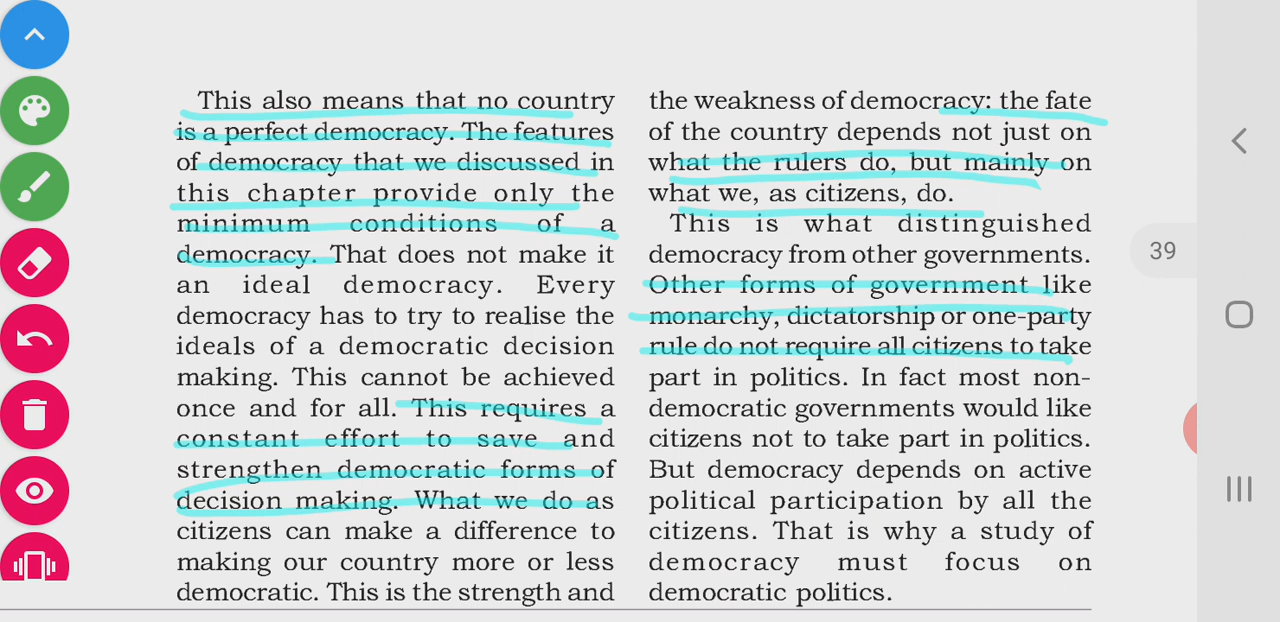 This also means that no country
is a perfect democracy. The features
of democracy that we discussed in
this chapter provide only the
minimum conditions of a
democracy. That does not make it
an ideal democracy. Every
democracy has to try to realise the
ideals of a democratic decision
making. This cannot be achieved
once and for all. This requires a
constant effort to save and
strengthen democratic forms of
decision making. What we do as
citizens can make a difference to
making our country more or less
democratic. This is the strength and
the weakness of democracy: the fate
of the country depends not just on
what the rulers do, but mainly on
what we, as citizens, do.
This is what distinguished
democracy from other governments.
Other forms of government like
monarchy, dictatorship or one-party
rule do not require all citizens to take
part in politics. In fact most non-
democratic governments would like
citizens not to take part in politics.
But democracy depends on active
political participation by all the
citizens. That is why a study of
democracy must focus on
democratic politics.
39